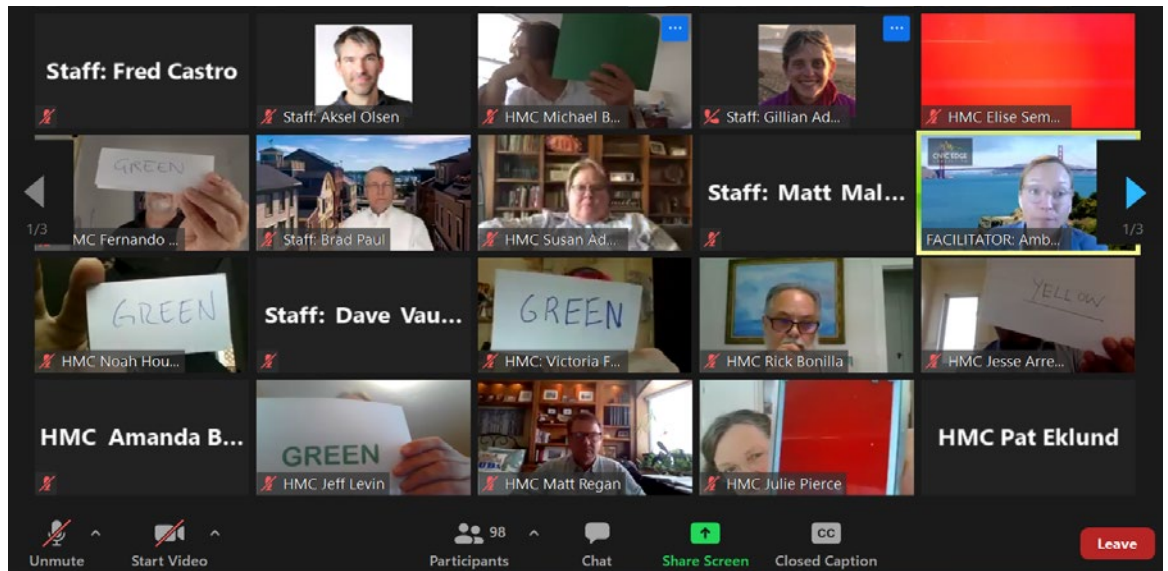 Staff: Fred Castro
Staff: Aksel Olsen
HMC Michael B...
Staff: Gillian Ad...
HMC Elise Sem...
GREEN
MC Fernando ...
1/3
Staff: Brad Paul
HMC Susan Ad...
Staff: Matt Mal...
CIVIC EDGE
FACILITATOR: Amb...
1/3
GREEN
HMC Noah Hou...
Staff: Dave Vau...
GREEN
HMC: Victoria F...
HMC Rick Bonilla
YELLOW
HMC Jesse Arre...
HMC Amanda B...
GREEN
HMC Jeff Levin
HMC Matt Regan
HMC Julie Pierce
HMC Pat Eklund
Unmute
Start Video
98
Participants
Chat
Share Screen
CC
Closed Caption
Leave